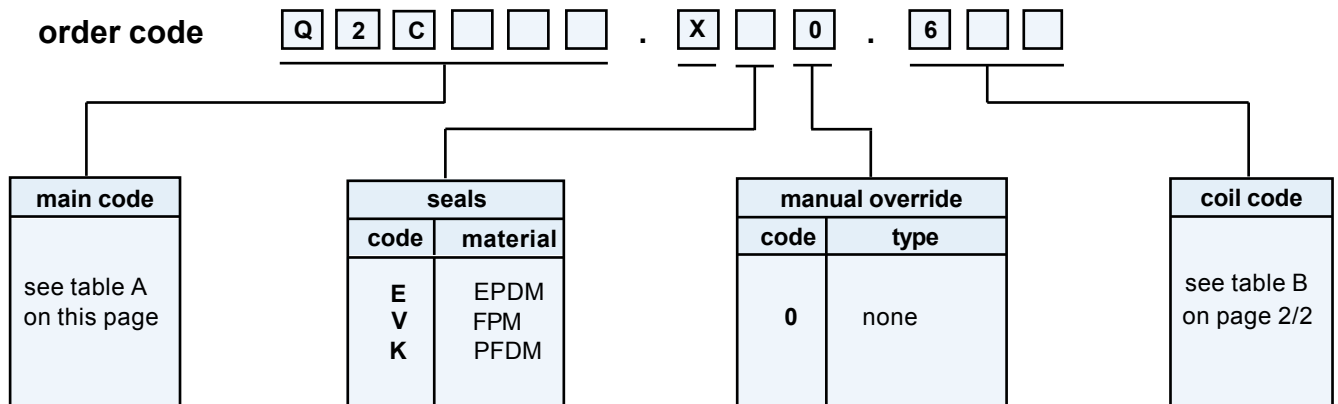 order code Q 2 C . X 0 . 6
main code
see table A
on this page
seals
code material
E EPDM
V FPM
K PFDM
manual override
code type
0 none
coil code
see table B
on page 2/2